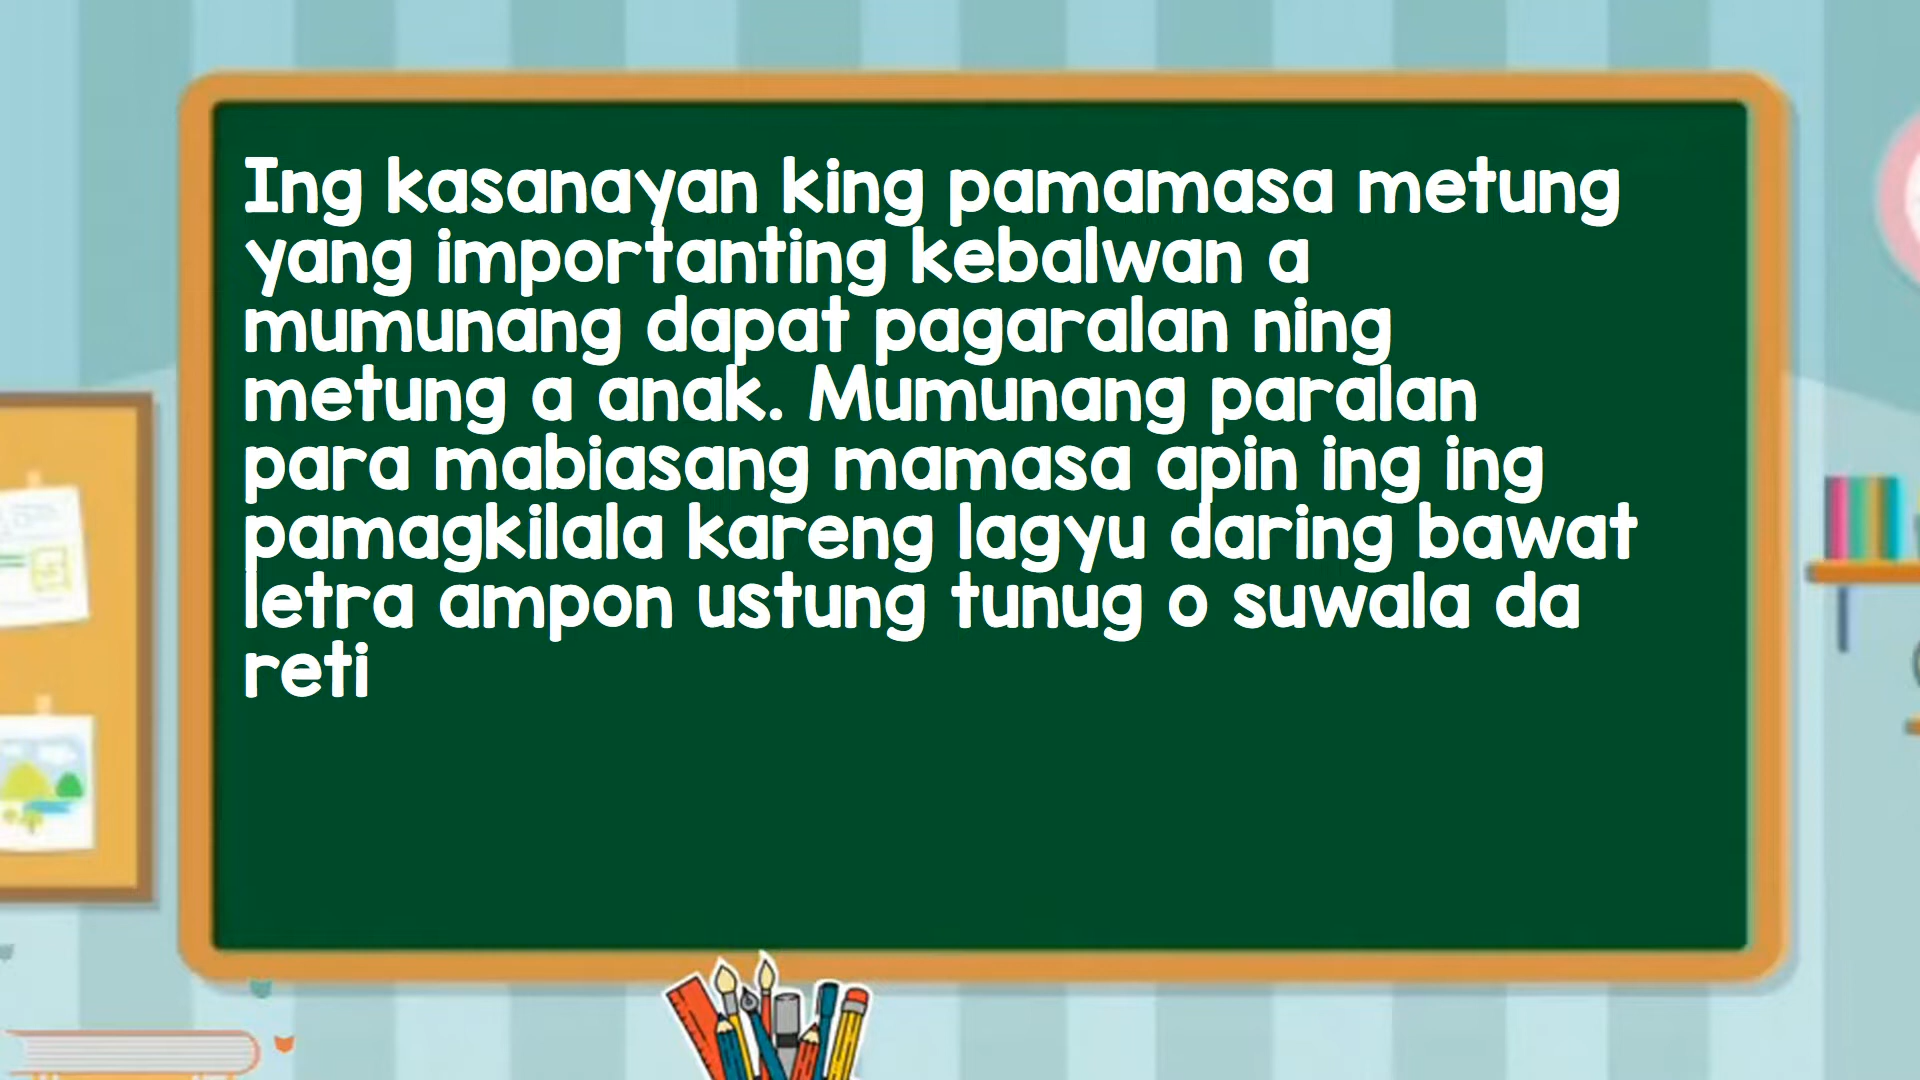 Ing kasanayan king pamamasa metung
yang importanting kebalwan a
mumunang dapat pagaralan ning
metung a anak. Mumunang paralan
para mabiasang mamasa apin ing ing
pamagkilala kareng lagyu daring bawat
letra ampon ustung tunug o suwala da
reti